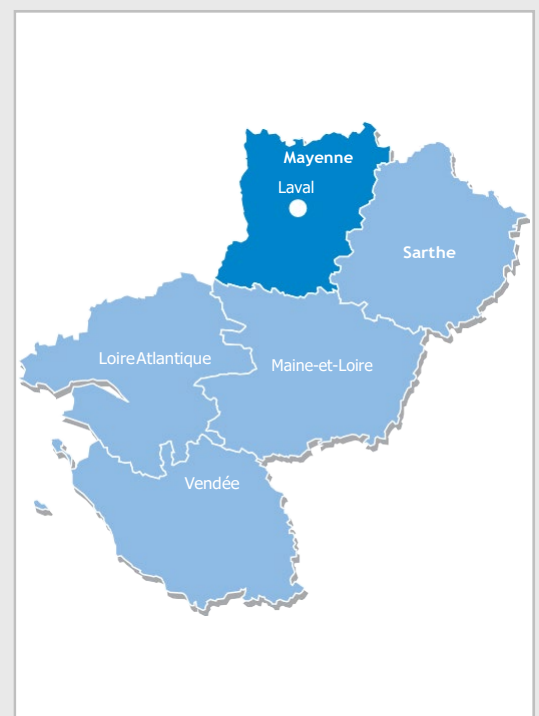 Mayenne
Laval
Sarthe
LoireAtlantique
Maine-et-Loire
Vendée